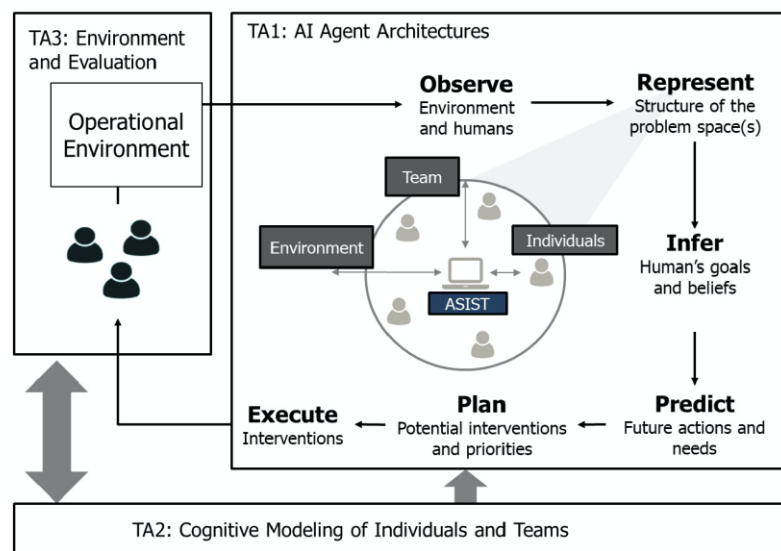 TA3: Environment
and Evaluation
Operational
Environment
TA1: AI Agent Architectures
Observe
Environment
and humans
Represent
Structure of the
problem space(s)
Team
Environment
Individuals
ASIST
Infer
Human's goals
and beliefs
Predict
Future actions and
needs
Plan
Potential interventions
and priorities
Execute
Interventions
TA2: Cognitive Modeling of Individuals and Teams